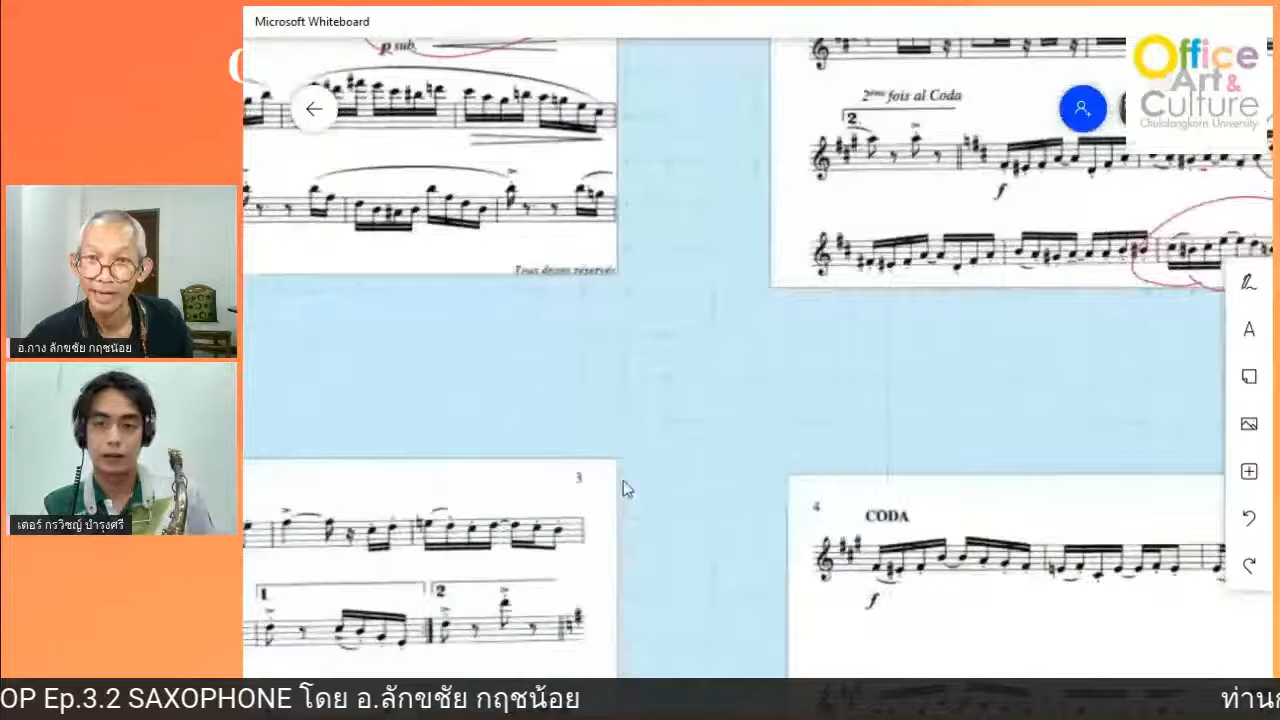 Microsoft Whiteboard
p sub.
2ème fois al Coda
2.
f
Tous droits réservés
Office
Art &
Culture
Chulalongkorn University
อ.กาง ลักขชัย กฤชน้อย
เตอร์ กรวิชญ์ บำรุงศรี
3
1
2
4
CODA
f
OP Ep.3.2 SAXOPHONE โดย อ.ลักขชัย กฤชน้อย